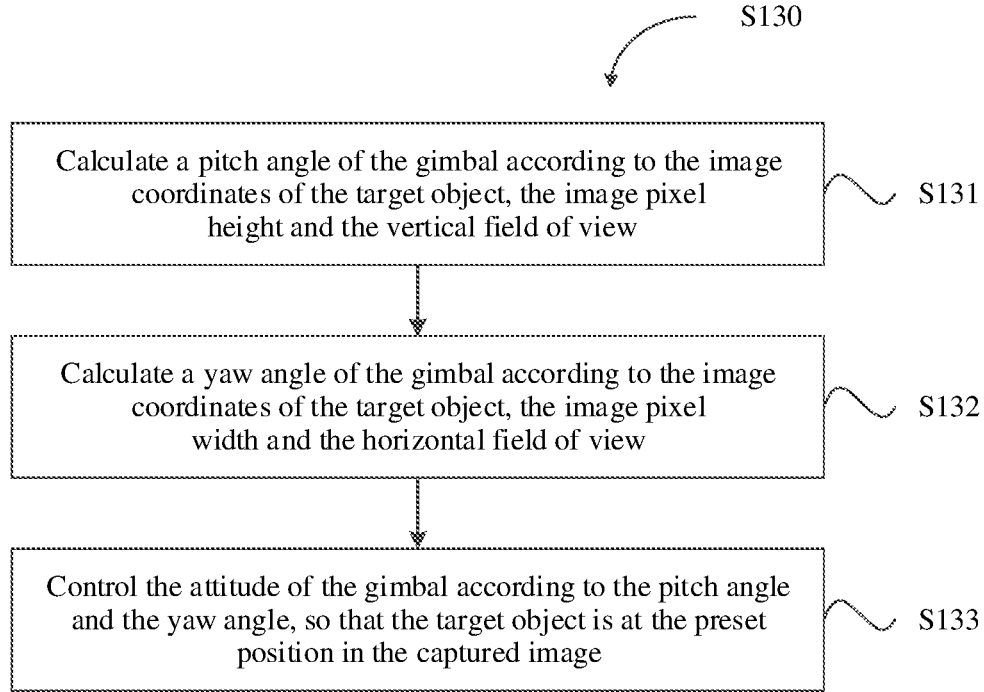 S130
Calculate a pitch angle of the gimbal according to the image
coordinates of the target object, the image pixel
height and the vertical field of view
S131
Calculate a yaw angle of the gimbal according to the image
coordinates of the target object, the image pixel
width and the horizontal field of view
S132
Control the attitude of the gimbal according to the pitch angle
and the yaw angle, so that the target object is at the preset
position in the captured image
S133